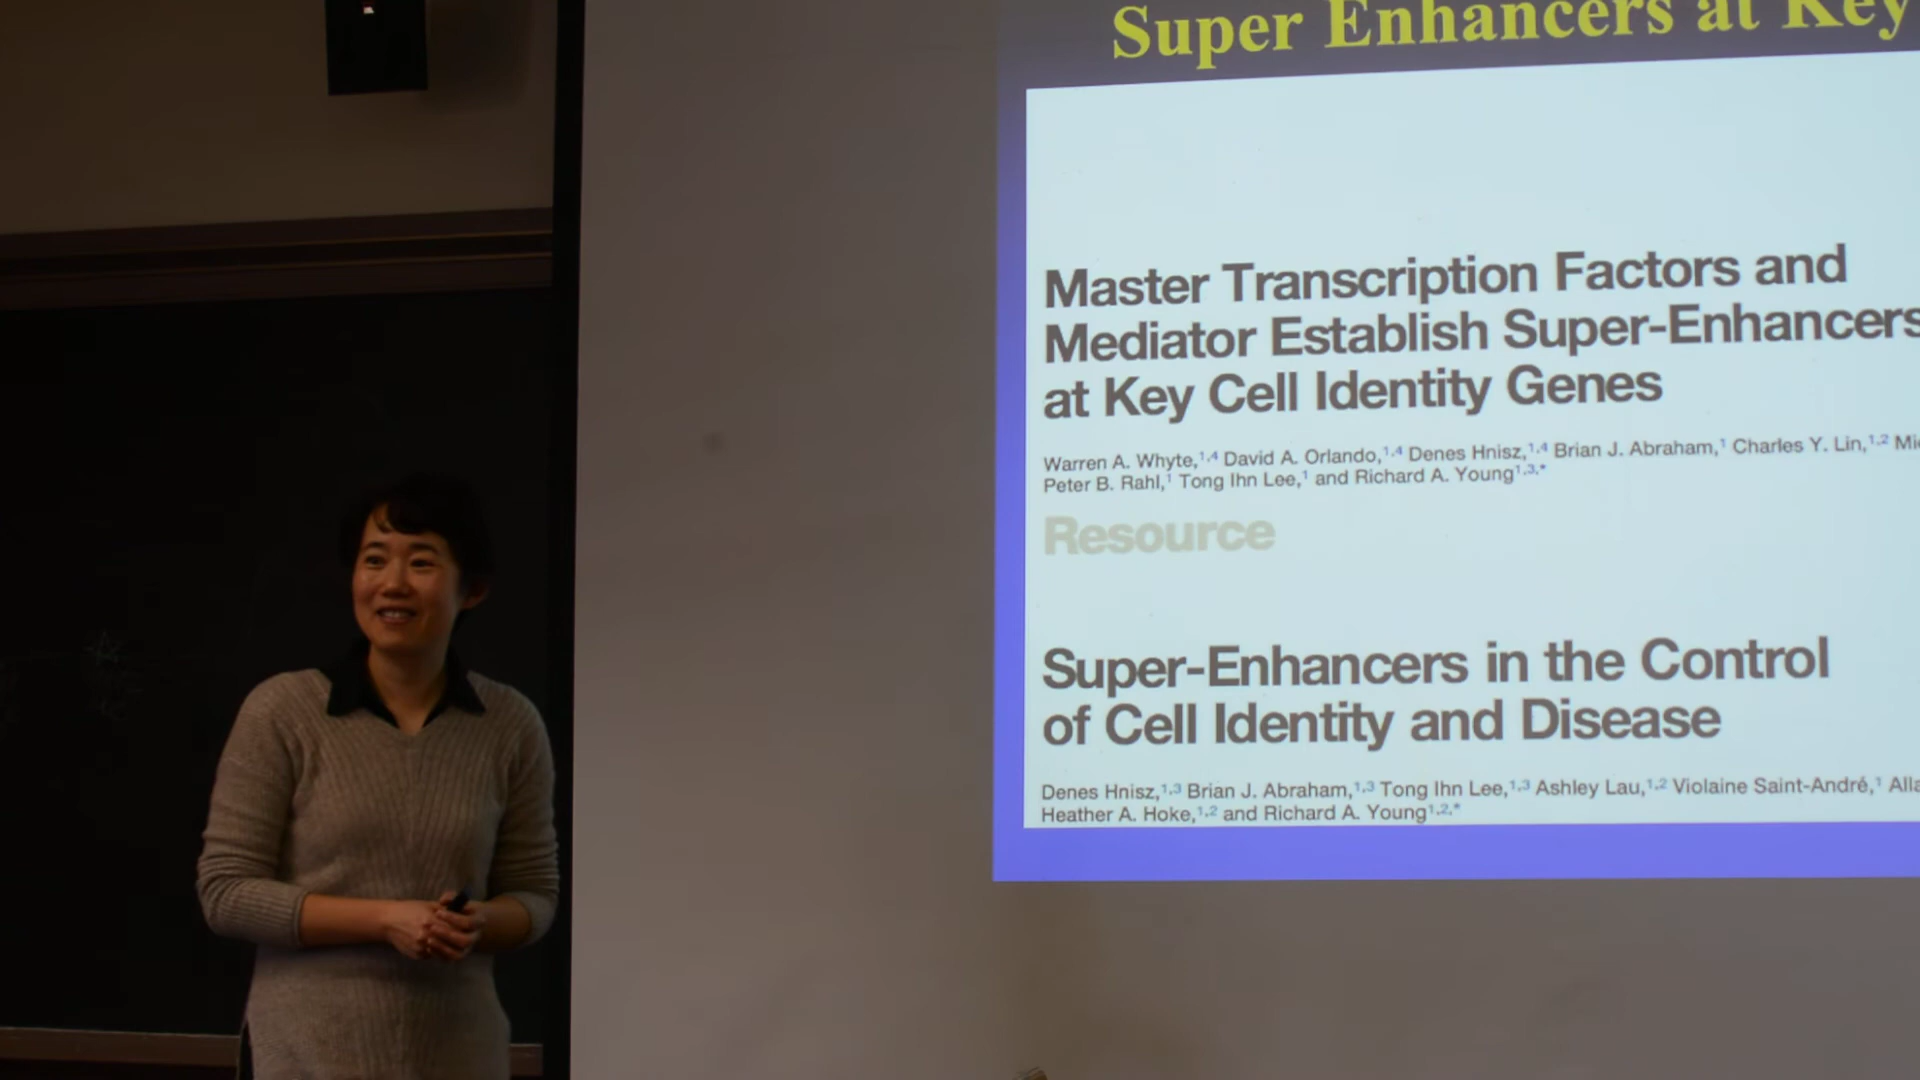 Super Enhancers at Key
Master Transcription Factors and
Mediator Establish Super-Enhancers
at Key Cell Identity Genes
Warren A. Whyte,1,4 David A. Orlando,1,4 Denes Hnisz,1,4 Brian J. Abraham,1 Charles Y. Lin,1,2
Peter B. Rahl,1 Tong Ihn Lee,1 and Richard A. Young1,3,*
Resource
Super-Enhancers in the Control
of Cell Identity and Disease
Denes Hnisz,1,3 Brian J. Abraham,1,3 Tong Ihn Lee,1,3 Ashley Lau,1,2 Violaine Saint-André,1
Heather A. Hoke,1,2 and Richard A. Young1,2,*